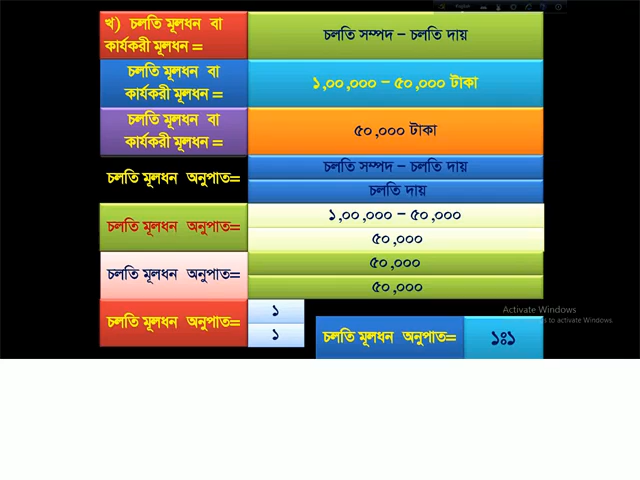 খ) চলতি মূলধন বা
কার্যকরী মূলধন =
চলতি সম্পদ – চলতি দায়
চলতি মূলধন বা
কার্যকরী মূলধন =
১,০০,০০০ – ৫০,০০০ টাকা
চলতি মূলধন বা
কার্যকরী মূলধন =
৫০,০০০ টাকা
চলতি মূলধন অনুপাত=
চলতি সম্পদ – চলতি দায়
চলতি দায়
চলতি মূলধন অনুপাত=
১,০০,০০০ – ৫০,০০০
৫০,০০০
চলতি মূলধন অনুপাত=
৫০,০০০
৫০,০০০
চলতি মূলধন অনুপাত=
১
১
চলতি মূলধন অনুপাত=
১ঃ১
Activate Windows
s to activate Windows.